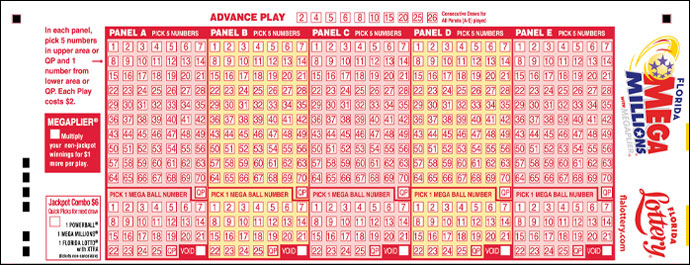 ADVANCE PLAY 2 4 5 6 8 10 15 20 25 26 Consecutive Draws for
All Panels (A-E) played
In each panel,
pick 5 numbers
in upper area or
QP and 1
number from
lower area or
QP. Each Play
costs $2.
MEGAPLIER®
Multiply
your non-jackpot
winnings for $1
more per play.
Jackpot Combo $6
Quick Picks for next draw
1 POWERBALL®
1 MEGA MILLIONS®
1 FLORIDA LOTTO®
with XTRA
PANEL A PICK 5 NUMBERS PANEL B PICK 5 NUMBERS PANEL C PICK 5 NUMBERS PANEL D PICK 5 NUMBERS PANEL E PICK 5 NUMBERS
1 2 3 4 5 6 7 1 2 3 4 5 6 7 1 2 3 4 5 6 7 1 2 3 4 5 6 7 1 2 3 4 5 6 7
8 9 10 11 12 13 14 8 9 10 11 12 13 14 8 9 10 11 12 13 14 8 9 10 11 12 13 14 8 9 10 11 12 13 14
15 16 17 18 19 20 21 15 16 17 18 19 20 21 15 16 17 18 19 20 21 15 16 17 18 19 20 21 15 16 17 18 19 20 21
22 23 24 25 26 27 28 22 23 24 25 26 27 28 22 23 24 25 26 27 28 22 23 24 25 26 27 28 22 23 24 25 26 27 28
29 30 31 32 33 34 35 29 30 31 32 33 34 35 29 30 31 32 33 34 35 29 30 31 32 33 34 35 29 30 31 32 33 34 35
36 37 38 39 40 41 42 36 37 38 39 40 41 42 36 37 38 39 40 41 42 36 37 38 39 40 41 42 36 37 38 39 40 41 42
43 44 45 46 47 48 49 43 44 45 46 47 48 49 43 44 45 46 47 48 49 43 44 45 46 47 48 49 43 44 45 46 47 48 49
50 51 52 53 54 55 56 50 51 52 53 54 55 56 50 51 52 53 54 55 56 50 51 52 53 54 55 56 50 51 52 53 54 55 56
57 58 59 60 61 62 63 57 58 59 60 61 62 63 57 58 59 60 61 62 63 57 58 59 60 61 62 63 57 58 59 60 61 62 63
64 65 66 67 68 69 70 64 65 66 67 68 69 70 64 65 66 67 68 69 70 64 65 66 67 68 69 70 64 65 66 67 68 69 70
PICK 1 MEGA BALL NUMBER QP PICK 1 MEGA BALL NUMBER QP PICK 1 MEGA BALL NUMBER QP PICK 1 MEGA BALL NUMBER QP PICK 1 MEGA BALL NUMBER QP
1 2 3 4 5 6 7 1 2 3 4 5 6 7 1 2 3 4 5 6 7 1 2 3 4 5 6 7 1 2 3 4 5 6 7
8 9 10 11 12 13 14 8 9 10 11 12 13 14 8 9 10 11 12 13 14 8 9 10 11 12 13 14 8 9 10 11 12 13 14
15 16 17 18 19 20 21 15 16 17 18 19 20 21 15 16 17 18 19 20 21 15 16 17 18 19 20 21 15 16 17 18 19 20 21
22 23 24 25 QP VOID 22 23 24 25 QP VOID 22 23 24 25 QP VOID 22 23 24 25 QP VOID 22 23 24 25 QP VOID
FLORIDA
MEGA
MILLIONS
WITH MEGAPLIER
FLORIDA
Lottery
flalottery.com